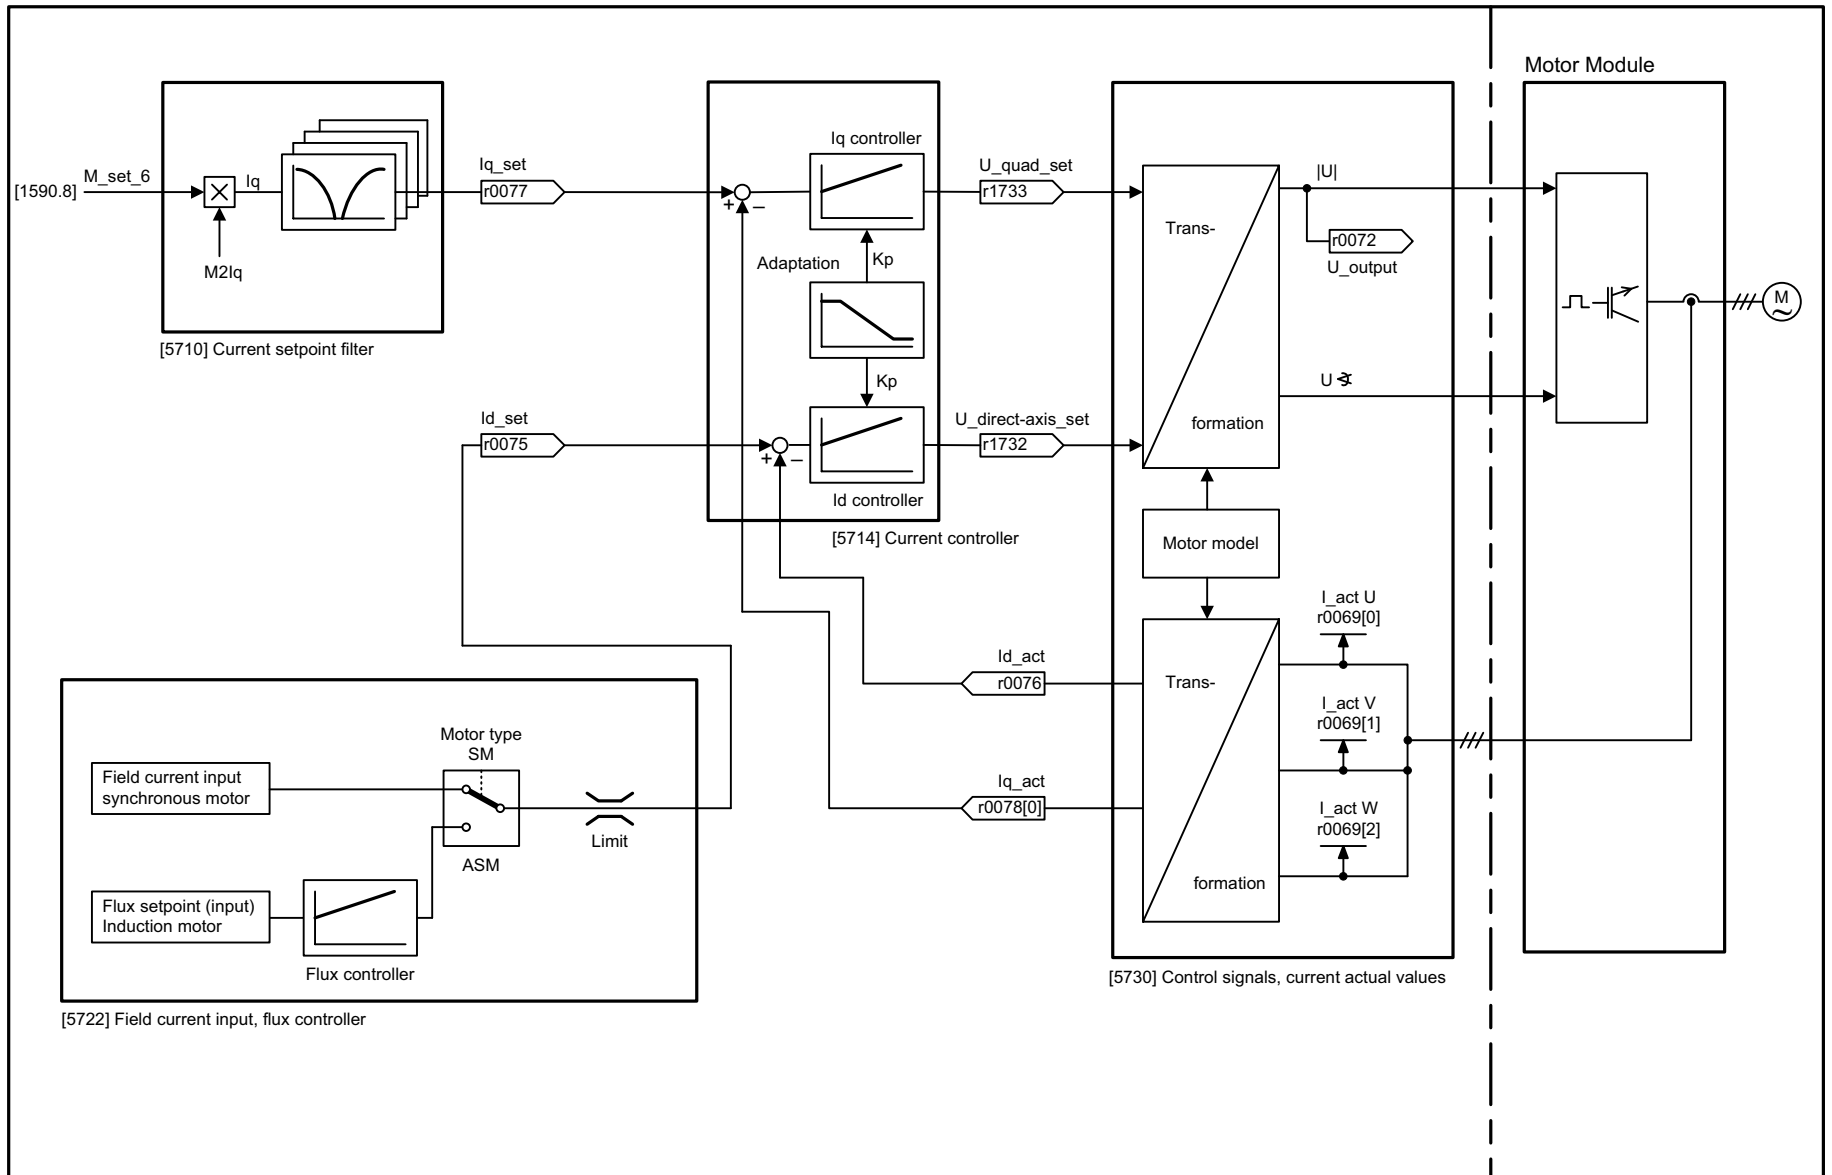 Motor Module
[1590.8]
M_set_6
Iq
M2Iq
[5710] Current setpoint filter
Iq_set
r0077
+
–
Iq controller
Adaptation
Kp
Kp
Id_set
r0075
+
–
Id controller
[5714] Current controller
U_quad_set
r1733
U_direct-axis_set
r1732
Trans-
formation
|U|
r0072
U_output
U ∢
M
~
Motor model
I_act U
r0069[0]
I_act V
r0069[1]
I_act W
r0069[2]
Trans-
formation
Id_act
r0076
Iq_act
r0078[0]
[5730] Control signals, current actual values
Motor type
SM
Field current input
synchronous motor
Limit
ASM
Flux setpoint (input)
Induction motor
Flux controller
[5722] Field current input, flux controller